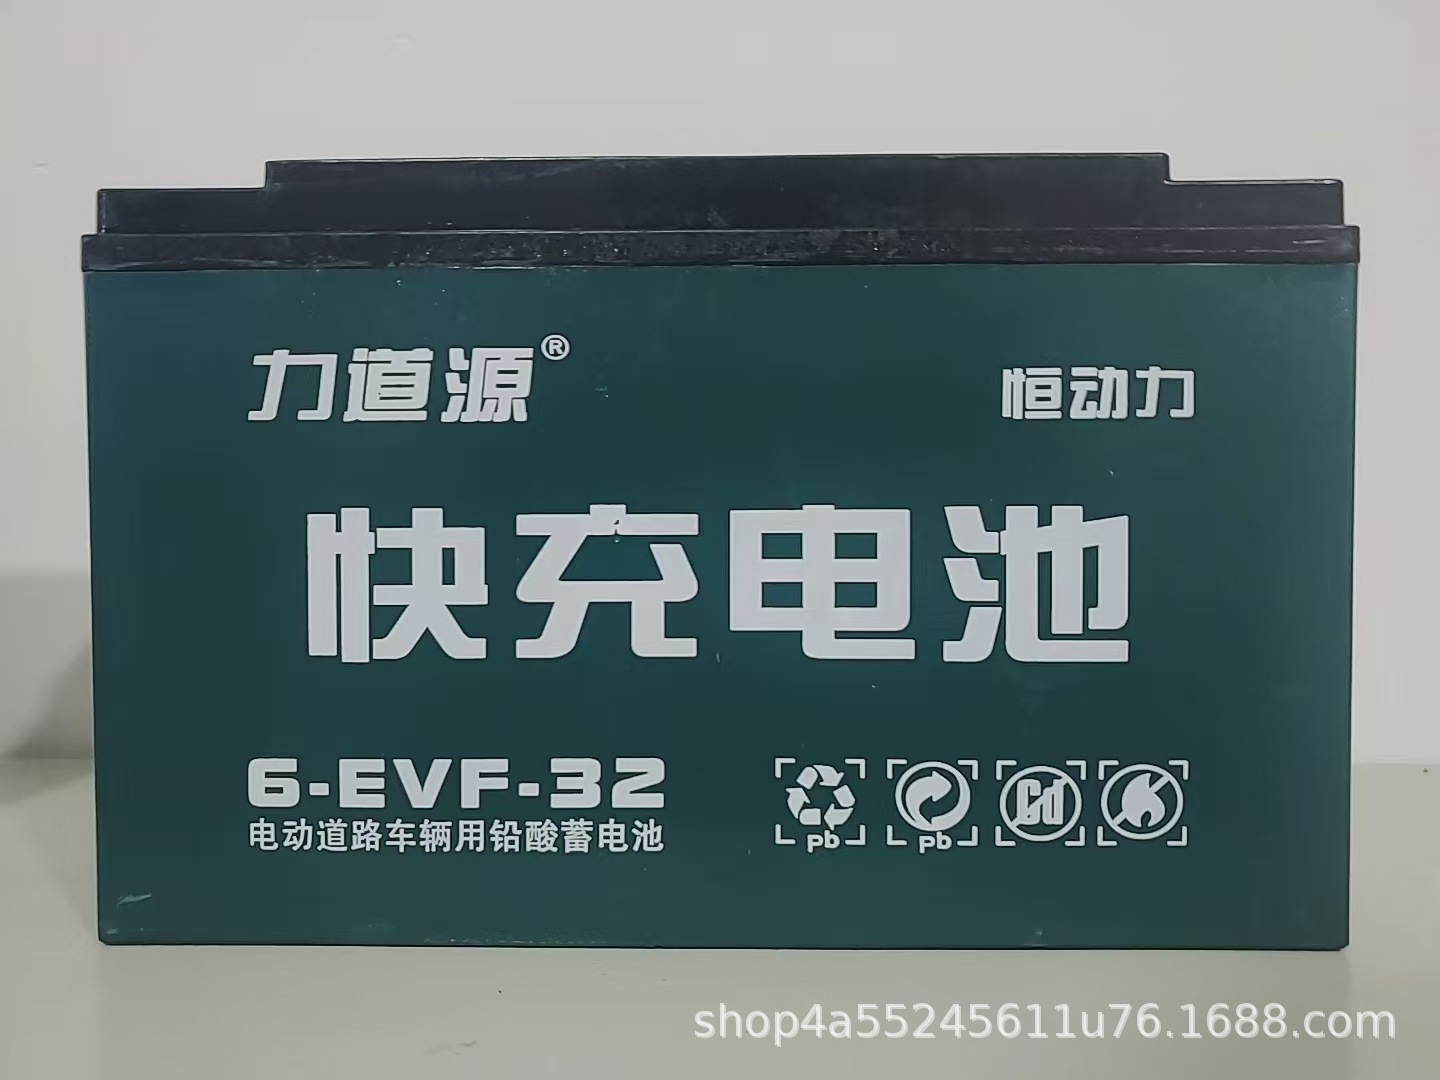 力道源®
恒动力
快充电池
6-EVF-32
电动道路车辆用铅酸蓄电池
pb
pb
Cd
shop4a55245611u76.1688.com